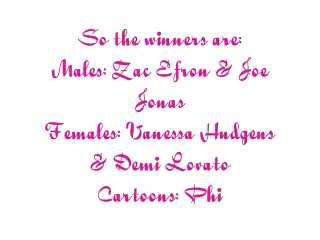 So the winners are:
Males: Zac Efron & Joe
Jonas
Females: Vanessa Hudgens
& Demi Lovato
Cartoons: Phi